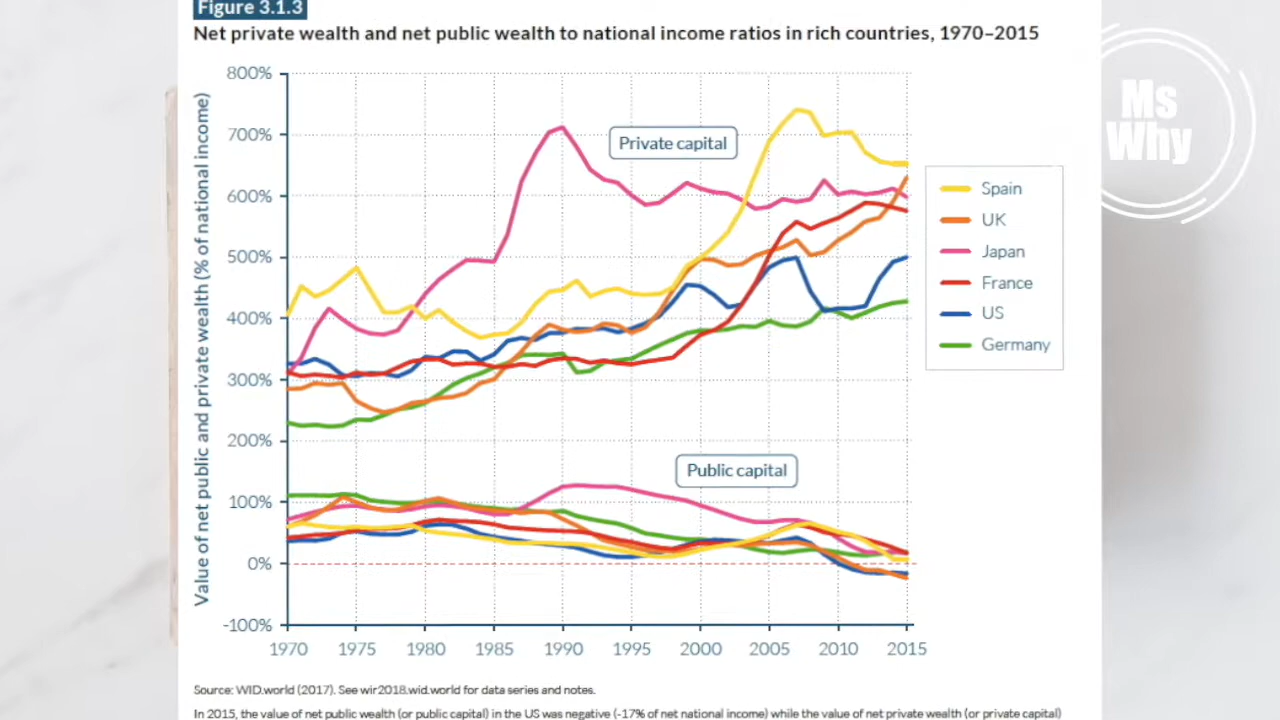 Figure 3.1.3
Net private wealth and net public wealth to national income ratios in rich countries, 1970–2015
Ms
Why
Value of net public and private wealth (% of national income)
800%
700%
600%
500%
400%
300%
200%
100%
0%
-100%
Private capital
Public capital
Spain
UK
Japan
France
US
Germany
1970 1975 1980 1985 1990 1995 2000 2005 2010 2015
Source: WID.world (2017). See wir2018.wid.world for data series and notes.
In 2015, the value of net public wealth (or public capital) in the US was negative (-17% of net national income) while the value of net private wealth (or private capital)